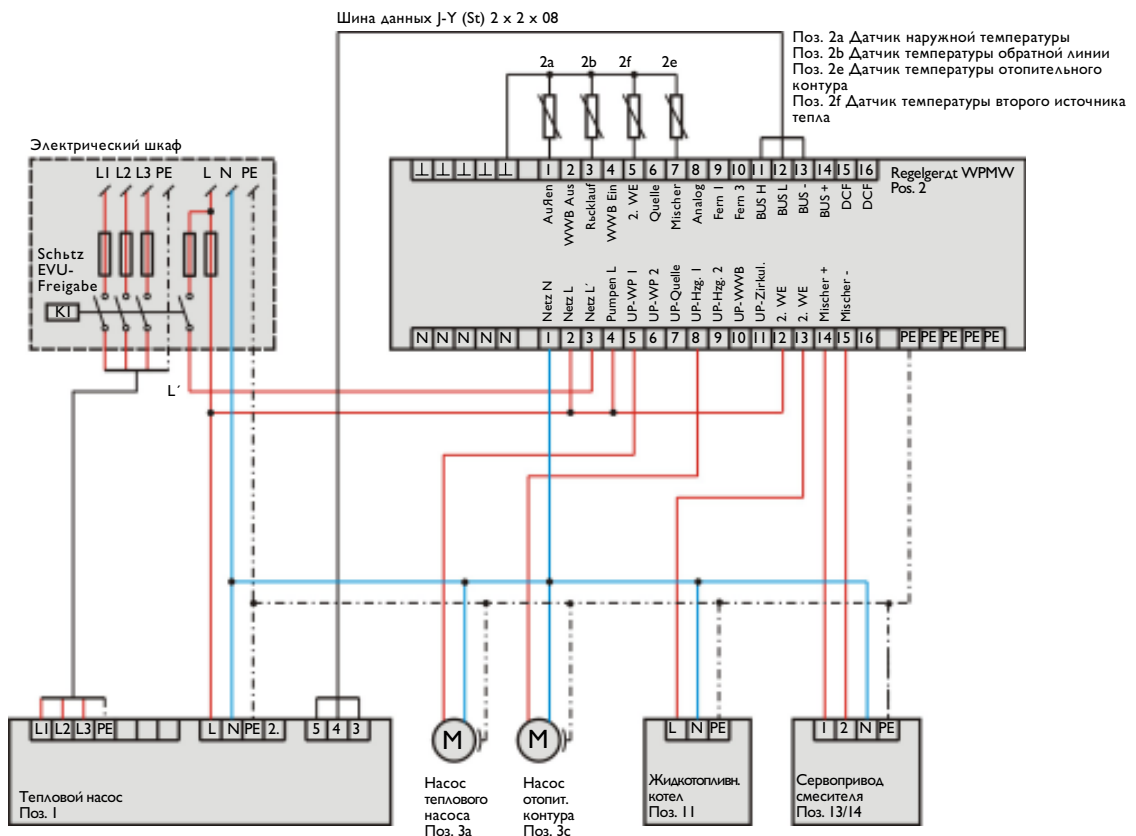 Шина данных J-Y (St) 2 x 2 x 08
Поз. 2a Датчик наружной температуры
Поз. 2b Датчик температуры обратной линии
Поз. 2e Датчик температуры отопительного
контура
Поз. 2f Датчик температуры второго источника
тепла
2a 2b 2f 2e
Электрический шкаф
L1 L2 L3 PE L N PE
Schьtz
EVU-
Freigabe
K1
L´
⊥ ⊥ ⊥ ⊥ ⊥ 1 2 3 4 5 6 7 8 9 10 11 12 13 14 15 16
Regelgerдt WPMW
Pos. 2
AuЯen
WWB Aus
Rьcklauf
WWB Ein
2. WE
Quelle
Mischer
Analog
Fern 1
Fern 3
BUS H
BUS L
BUS -
BUS +
DCF
DCF
Netz N
Netz L
Netz L´
Pumpen L
UP-WP 1
UP-WP 2
UP-Quelle
UP-Hzg. 1
UP-Hzg. 2
UP-WWB
UP-Zirkul.
2. WE
2. WE
Mischer +
Mischer -
N N N N N 1 2 3 4 5 6 7 8 9 10 11 12 13 14 15 16 PE PE PE PE PE
L1 L2 L3 PE L N PE 2. 5 4 3
Тепловой насос
Поз. 1
M
Насос
теплового
насоса
Поз. 3a
M
Насос
отопит.
контура
Поз. 3c
L N PE
Жидкотопливн.
котел
Поз. 11
1 2 N PE
Сервопривод
смесителя
Поз. 13/14